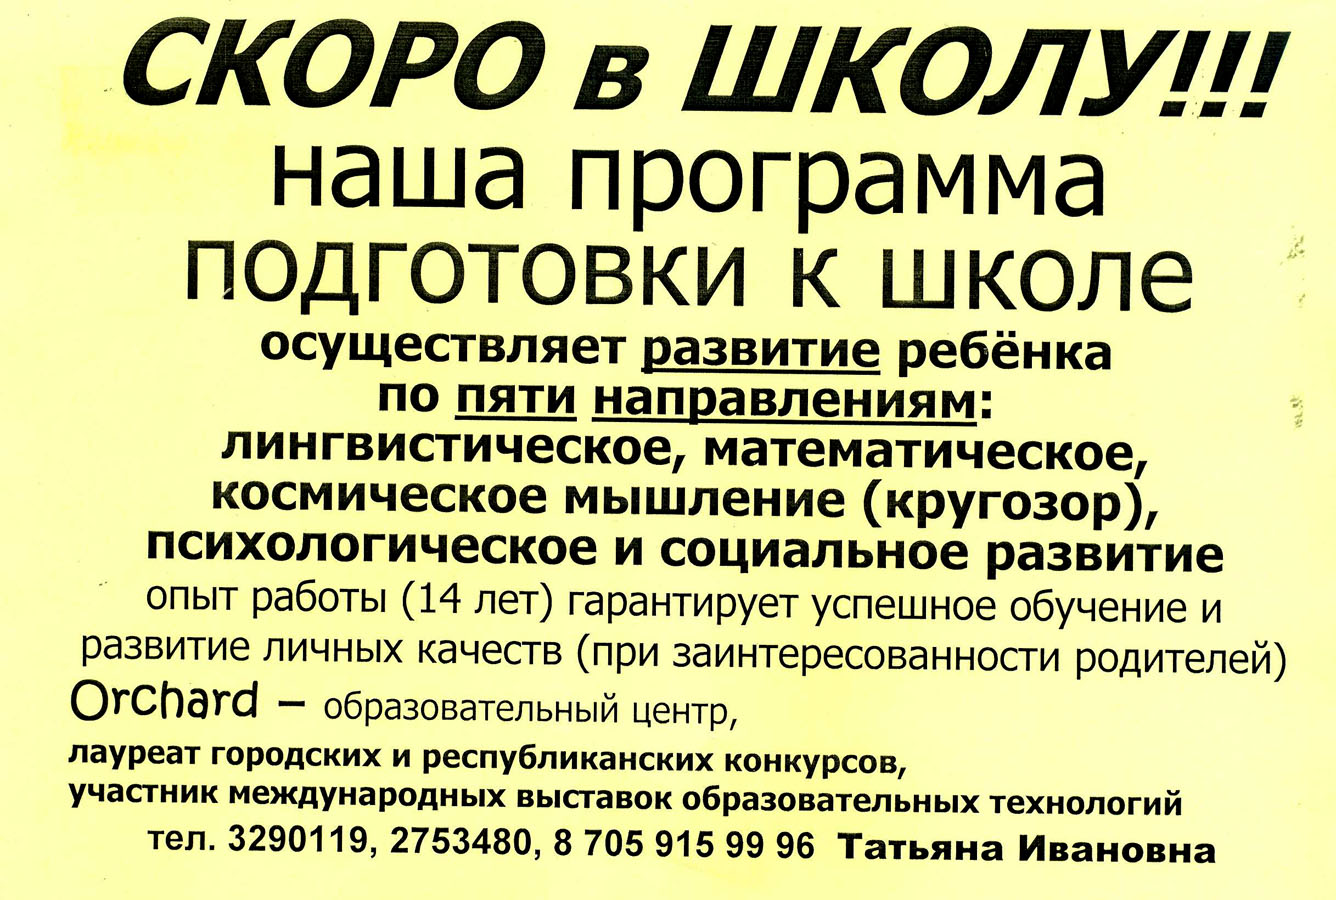 СКОРО в ШКОЛУ!!!
наша программа
подготовки к школе
осуществляет развитие ребёнка
по пяти направлениям:
лингвистическое, математическое,
космическое мышление (кругозор),
психологическое и социальное развитие
опыт работы (14 лет) гарантирует успешное обучение и
развитие личных качеств (при заинтересованности родителей)
Orchard – образовательный центр,
лауреат городских и республиканских конкурсов,
участник международных выставок образовательных технологий
тел. 3290119, 2753480, 8 705 915 99 96 Татьяна Ивановна